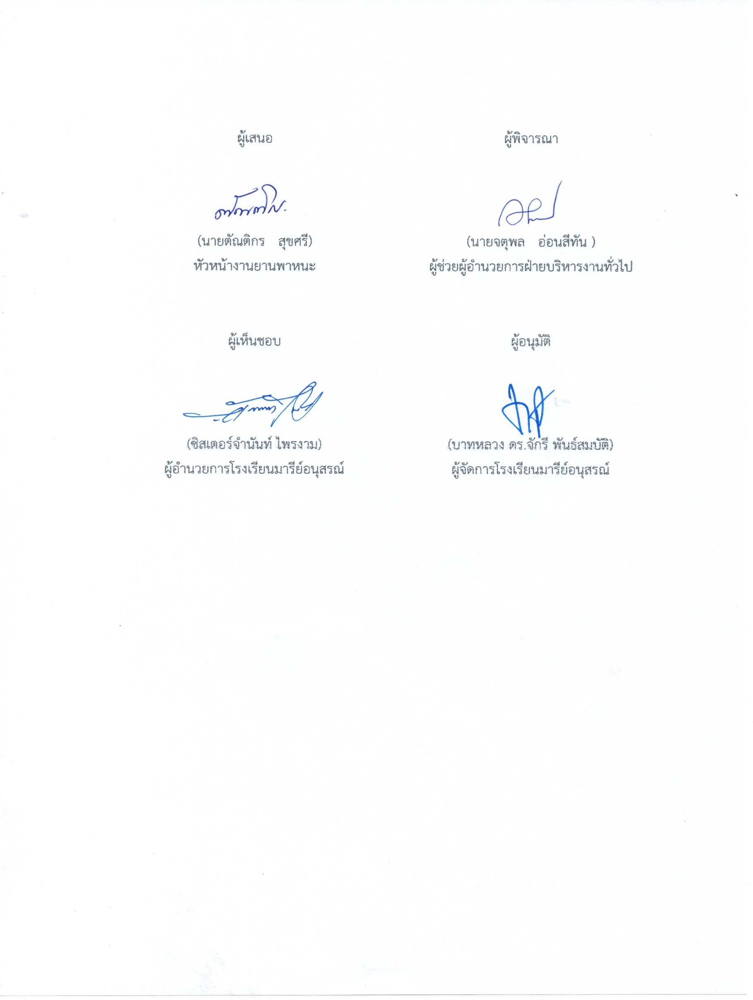 ผู้เสนอ
(นายตัณติกร สุขศรี)
หัวหน้างานยานพาหนะ
ผู้พิจารณา
(นายจตุพล อ่อนสีทัน )
ผู้ช่วยผู้อำนวยการฝ่ายบริหารงานทั่วไป
ผู้เห็นชอบ
(ซิสเตอร์จำนันท์ ไพรงาม)
ผู้อำนวยการโรงเรียนมารีย์อนุสรณ์
ผู้อนุมัติ
(บาทหลวง ดร.จักรี พันธ์สมบัติ)
ผู้จัดการโรงเรียนมารีย์อนุสรณ์